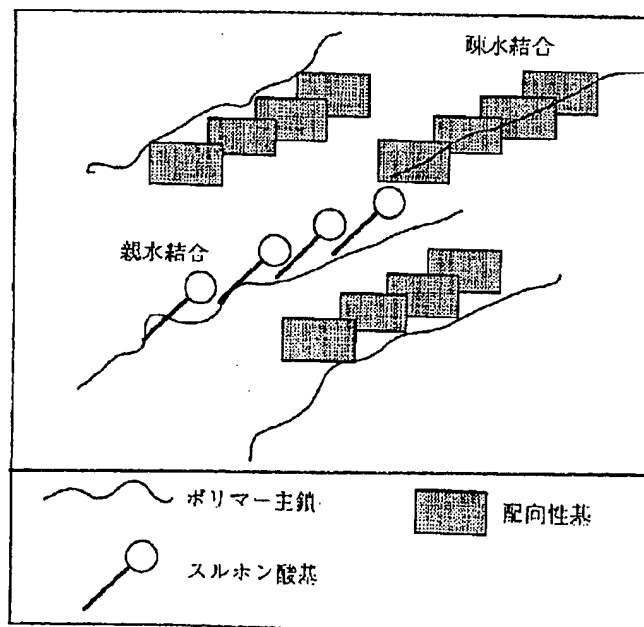 疎水結合
親水結合
ポリマー主鎖
配向性基
スルホン酸基